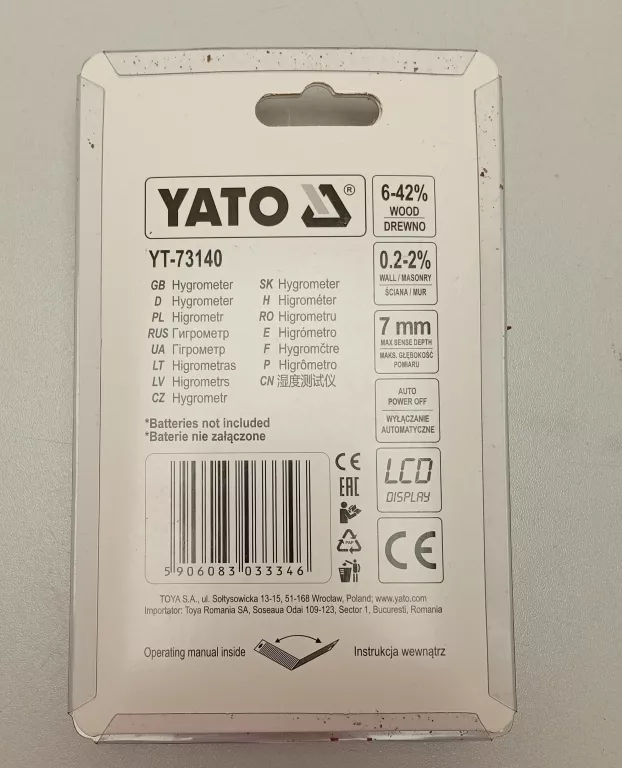 YATO ®
YT-73140
GB Hygrometer
D Hygrometer
PL Higrometr
RUS Гигрометр
UA Гігрометр
LT Higrometras
LV Higrometrs
CZ Hygrometr
SK Hygrometer
H Higrométer
RO Higrometru
E Higrómetro
F Hygromčtre
P Higrômetro
CN 湿度测试仪
*Batteries not included
*Baterie nie załączone
6-42%
WOOD
DREWNO
0.2-2%
WALL / MASONRY
ŚCIANA / MUR
7 mm
MAX SENSE DEPTH
MAKS. GŁĘBOKOŚĆ
POMIARU
AUTO
POWER OFF
WYŁĄCZANIE
AUTOMATYCZNE
LCD
DISPLAY
CE
EAC
PAP
CE
5 906083 033346
TOYA S.A., ul. Sołtysowicka 13-15, 51-168 Wrocław, Poland; www.yato.com
Importator: Toya Romania SA, Soseaua Odai 109-123, Sector 1, Bucuresti, Romania
Operating manual inside
Instrukcja wewnątrz